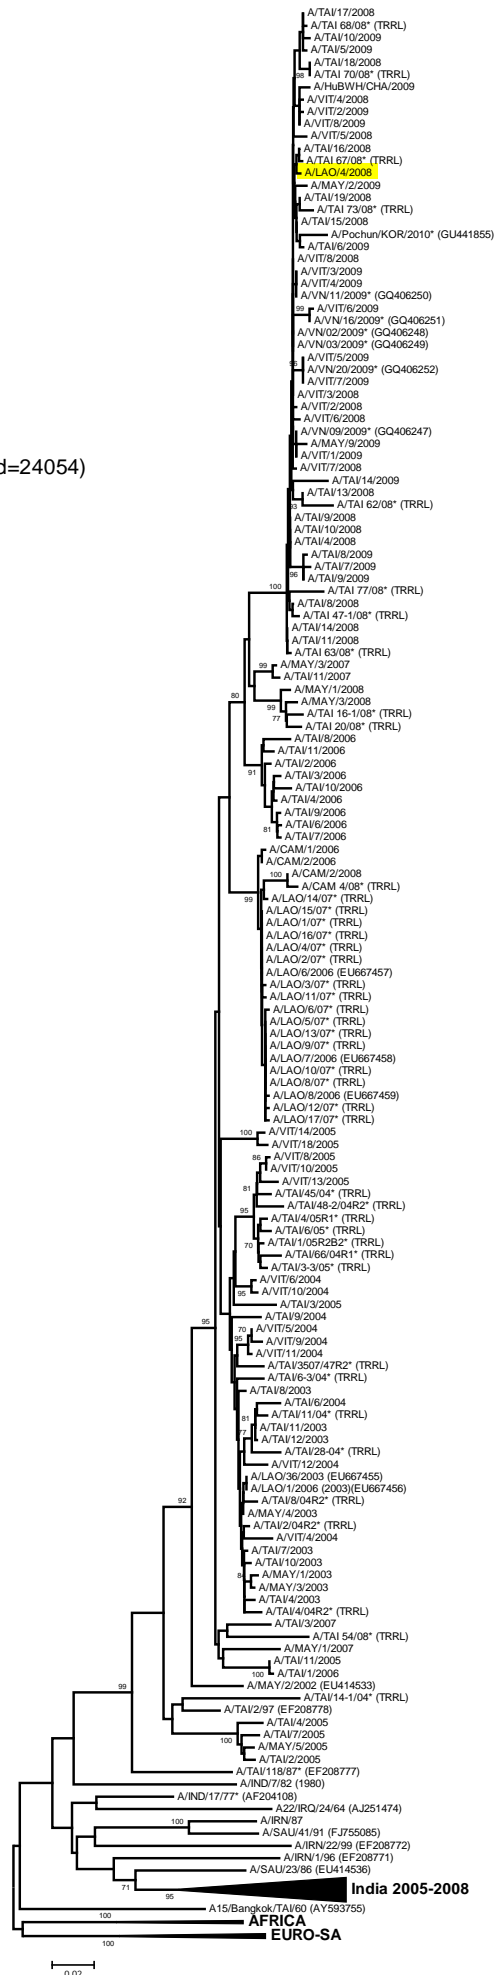 A/TAI/17/2008
A/TAI 68/08* (TRRL)
A/TAI/10/2009
A/TAI/5/2009
A/TAI/18/2008
A/TAI 70/08* (TRRL)
98
A/HuBWH/CHA/2009
A/VIT/4/2008
A/VIT/2/2009
A/VIT/8/2009
A/VIT/5/2008
A/TAI/16/2008
A/TAI 67/08* (TRRL)
A/LAO/4/2008
A/MAY/2/2009
A/TAI/19/2008
A/TAI 73/08* (TRRL)
A/TAI/15/2008
A/Pochun/KOR/2010* (GU441855)
A/TAI/6/2009
A/VIT/8/2008
A/VIT/3/2009
A/VIT/4/2009
A/VN/11/2009* (GQ406250)
A/VIT/6/2009
99
A/VN/16/2009* (GQ406251)
A/VN/02/2009* (GQ406248)
A/VN/03/2009* (GQ406249)
A/VIT/5/2009
A/VN/20/2009* (GQ406252)
A/VIT/7/2009
A/VIT/3/2008
A/VIT/2/2008
A/VIT/6/2008
A/VN/09/2009* (GQ406247)
A/MAY/9/2009
A/VIT/1/2009
A/VIT/7/2008
d=24054)
A/TAI/14/2009
A/TAI/13/2008
A/TAI 62/08* (TRRL)
93
A/TAI/9/2008
A/TAI/10/2008
A/TAI/4/2008
A/TAI/8/2009
A/TAI/7/2009
96
A/TAI/9/2009
100
A/TAI 77/08* (TRRL)
A/TAI/8/2008
A/TAI 47-1/08* (TRRL)
A/TAI/14/2008
A/TAI/11/2008
A/TAI 63/08* (TRRL)
99
A/MAY/3/2007
A/TAI/11/2007
A/MAY/1/2008
80
A/MAY/3/2008
99
A/TAI 16-1/08* (TRRL)
77
A/TAI 20/08* (TRRL)
A/TAI/8/2006
A/TAI/11/2006
A/TAI/2/2006
91
A/TAI/3/2006
A/TAI/10/2006
A/TAI/4/2006
A/TAI/9/2006
A/TAI/6/2006
81
A/TAI/7/2006
A/CAM/1/2006
A/CAM/2/2006
100
A/CAM/2/2008
A/CAM 4/08* (TRRL)
99
A/LAO/14/07* (TRRL)
A/LAO/15/07* (TRRL)
A/LAO/1/07* (TRRL)
A/LAO/16/07* (TRRL)
A/LAO/4/07* (TRRL)
A/LAO/2/07* (TRRL)
A/LAO/6/2006 (EU667457)
A/LAO/3/07* (TRRL)
A/LAO/11/07* (TRRL)
A/LAO/6/07* (TRRL)
A/LAO/5/07* (TRRL)
A/LAO/13/07* (TRRL)
A/LAO/9/07* (TRRL)
A/LAO/7/2006 (EU667458)
A/LAO/10/07* (TRRL)
A/LAO/8/07* (TRRL)
A/LAO/8/2006 (EU667459)
A/LAO/12/07* (TRRL)
A/LAO/17/07* (TRRL)
100
A/VIT/14/2005
A/VIT/18/2005
86
A/VIT/8/2005
A/VIT/10/2005
A/VIT/13/2005
81
A/TAI/45/04* (TRRL)
A/TAI/48-2/04R2* (TRRL)
95
A/TAI/4/05R1* (TRRL)
A/TAI/6/05* (TRRL)
70
A/TAI/1/05R2B2* (TRRL)
A/TAI/66/04R1* (TRRL)
A/TAI/3-3/05* (TRRL)
A/VIT/6/2004
95
A/VIT/10/2004
A/TAI/3/2005
A/TAI/9/2004
95
70
A/VIT/5/2004
95
A/VIT/9/2004
A/VIT/11/2004
A/TAI/3507/47R2* (TRRL)
A/TAI/6-3/04* (TRRL)
A/TAI/8/2003
A/TAI/6/2004
81
A/TAI/11/04* (TRRL)
A/TAI/11/2003
77
A/TAI/12/2003
A/TAI/28-04* (TRRL)
A/VIT/12/2004
A/LAO/36/2003 (EU667455)
A/LAO/1/2006 (2003)(EU667456)
92
A/TAI/8/04R2* (TRRL)
A/MAY/4/2003
A/TAI/2/04R2* (TRRL)
A/VIT/4/2004
A/TAI/7/2003
A/TAI/10/2003
A/MAY/1/2003
A/MAY/3/2003
A/TAI/4/2003
A/TAI/4/04R2* (TRRL)
A/TAI/3/2007
A/TAI 54/08* (TRRL)
A/MAY/1/2007
A/TAI/11/2005
100
A/TAI/1/2006
99
A/MAY/2/2002 (EU414533)
A/TAI/14-1/04* (TRRL)
A/TAI/2/97 (EF208778)
A/TAI/4/2005
A/TAI/7/2005
100
A/MAY/5/2005
A/TAI/2/2005
A/TAI/118/87* (EF208777)
A/IND/7/82 (1980)
A/IND/17/77* (AF204108)
A22/IRQ/24/64 (AJ251474)
100
A/IRN/87
A/SAU/41/91 (FJ755085)
A/IRN/22/99 (EF208772)
A/IRN/1/96 (EF208771)
A/SAU/23/86 (EU414536)
71
95
India 2005-2008
A15/Bangkok/TAI/60 (AY593755)
100
AFRICA
100
EURO-SA
0.02